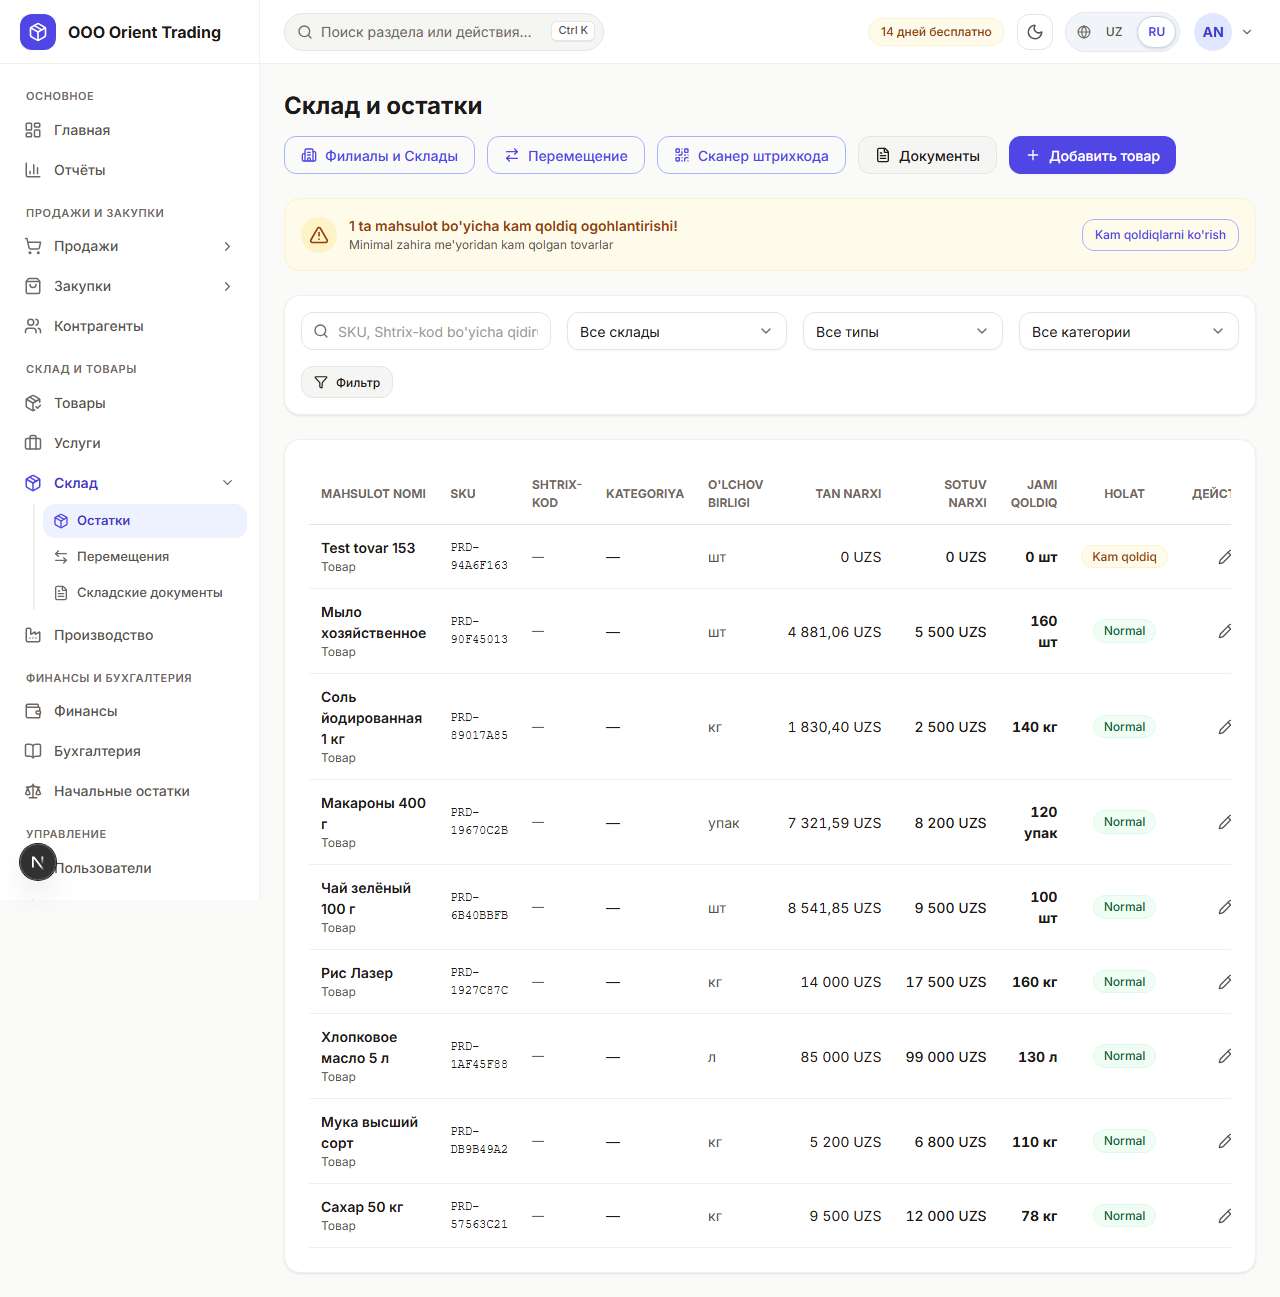 ООО Orient Trading
Поиск раздела или действия...
Ctrl K
14 дней бесплатно
UZ
RU
AN
ОСНОВНОЕ
Главная
Отчёты
ПРОДАЖИ И ЗАКУПКИ
Продажи
Закупки
Контрагенты
СКЛАД И ТОВАРЫ
Товары
Услуги
Склад
Остатки
Перемещения
Складские документы
Производство
ФИНАНСЫ И БУХГАЛТЕРИЯ
Финансы
Бухгалтерия
Начальные остатки
УПРАВЛЕНИЕ
N
Пользователи
Склад и остатки
Филиалы и Склады
Перемещение
Сканер штрихкода
Документы
Добавить товар
1 ta mahsulot bo'yicha kam qoldiq ogohlantirishi!
Minimal zahira me'yoridan kam qolgan tovarlar
Kam qoldiqlarni ko'rish
SKU, Shtrix-kod bo'yicha qidir
Все склады
Все типы
Все категории
Фильтр
MAHSULOT NOMI SKU SHTRIX-KOD KATEGORIYA O'LCHOV BIRLIGI TAN NARXI SOTUV NARXI JAMI QOLDIQ HOLAT ДЕЙСТ
Test tovar 153
Товар
PRD-
94A6F163
— — шт 0 UZS 0 UZS 0 шт Kam qoldiq
Мыло
хозяйственное
Товар
PRD-
90F45013
— — шт 4 881,06 UZS 5 500 UZS 160 шт Normal
Соль
йодированная
1 кг
Товар
PRD-
89017A85
— — кг 1 830,40 UZS 2 500 UZS 140 кг Normal
Макароны 400
г
Товар
PRD-
19670C2B
— — упак 7 321,59 UZS 8 200 UZS 120 упак Normal
Чай зелёный
100 г
Товар
PRD-
6B40BBFB
— — шт 8 541,85 UZS 9 500 UZS 100 шт Normal
Рис Лазер
Товар
PRD-
1927C87C
— — кг 14 000 UZS 17 500 UZS 160 кг Normal
Хлопковое
масло 5 л
Товар
PRD-
1AF45F88
— — л 85 000 UZS 99 000 UZS 130 л Normal
Мука высший
сорт
Товар
PRD-
DB9B49A2
— — кг 5 200 UZS 6 800 UZS 110 кг Normal
Сахар 50 кг
Товар
PRD-
57563C21
— — кг 9 500 UZS 12 000 UZS 78 кг Normal